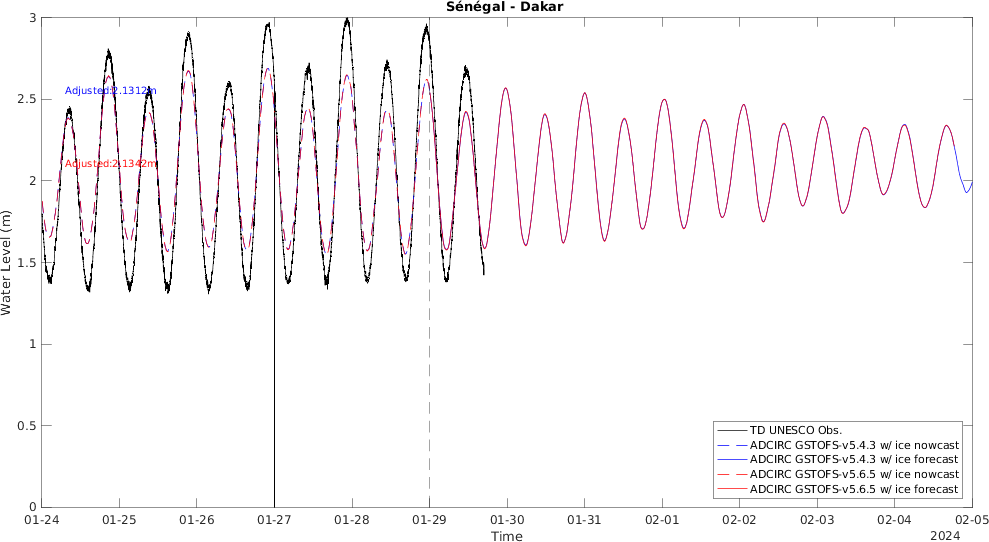 Sénégal - Dakar
3
2.5
2
1.5
1
0.5
0
Water Level (m)
Adjusted:2.1312m
Adjusted:2.1342m
TD UNESCO Obs.
ADCIRC GSTOFS-v5.4.3 w/ ice nowcast
ADCIRC GSTOFS-v5.4.3 w/ ice forecast
ADCIRC GSTOFS-v5.6.5 w/ ice nowcast
ADCIRC GSTOFS-v5.6.5 w/ ice forecast
01-24 01-25 01-26 01-27 01-28 01-29 01-30 01-31 02-01 02-02 02-03 02-04 02-05
Time
2024